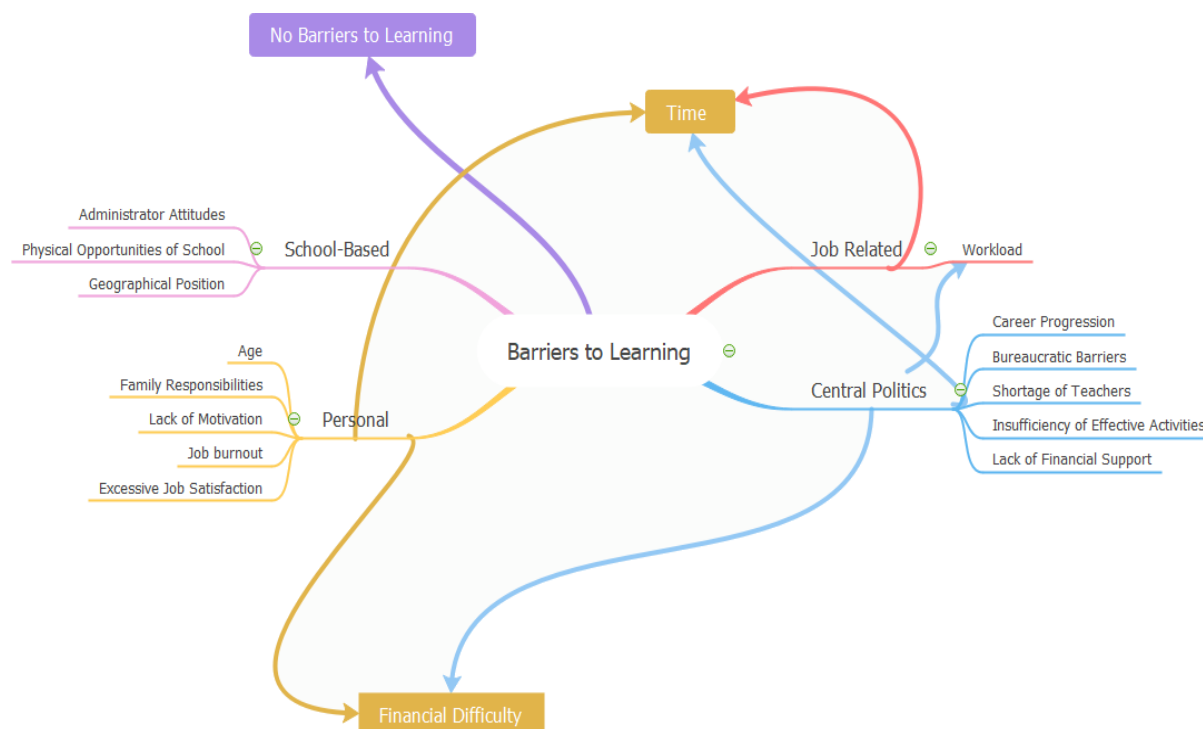 No Barriers to Learning
Time
Administrator Attitudes
Physical Opportunities of School
Geographical Position
School-Based
Job Related
Workload
Barriers to Learning
Age
Family Responsibilities
Lack of Motivation
Job burnout
Excessive Job Satisfaction
Personal
Central Politics
Career Progression
Bureaucratic Barriers
Shortage of Teachers
Insufficiency of Effective Activities
Lack of Financial Support
Financial Difficulty